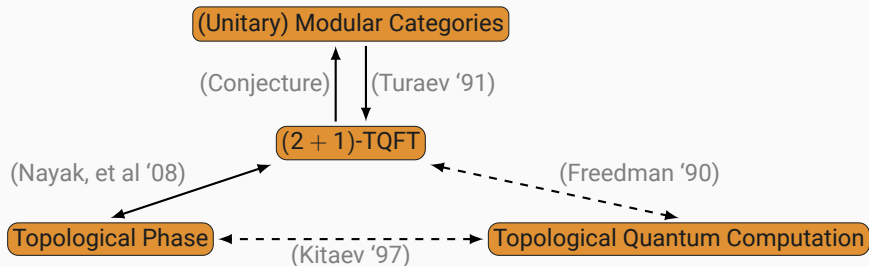 (Unitary) Modular Categories
(Conjecture) (Turaev ‘91)
(2 + 1)-TQFT
(Nayak, et al ‘08) (Freedman ‘90)
Topological Phase Topological Quantum Computation
(Kitaev ‘97)